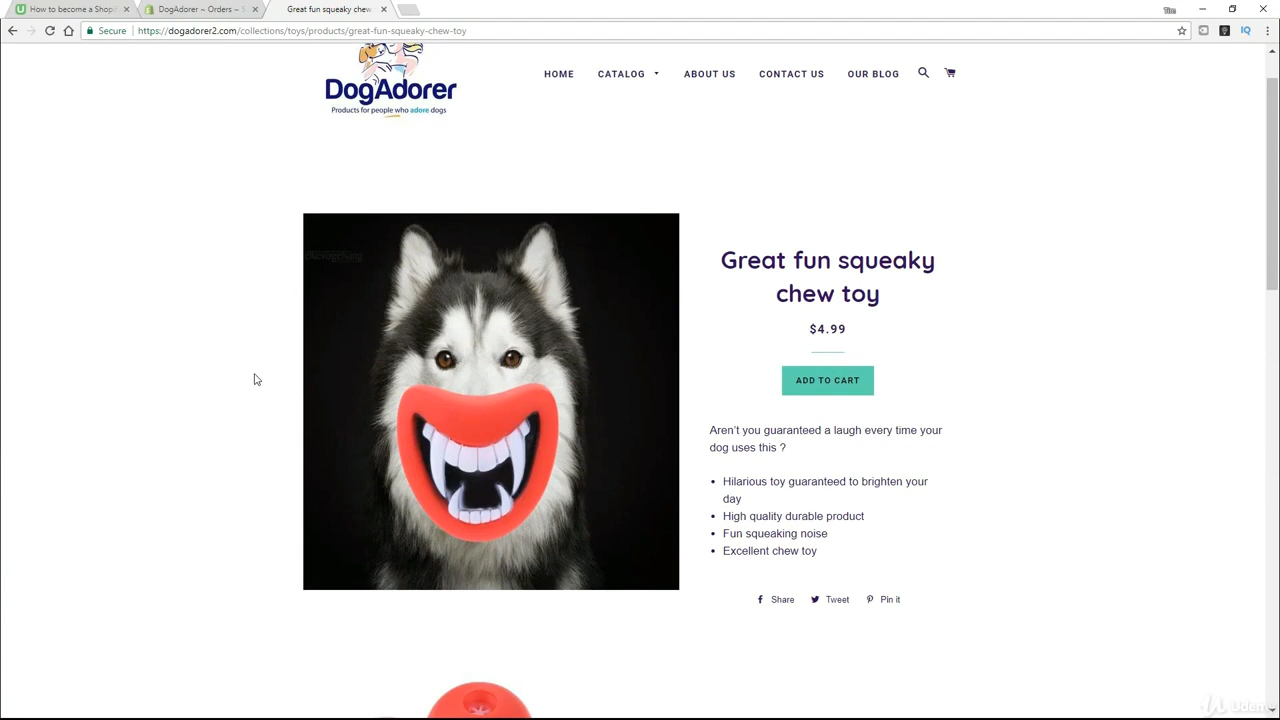 How to become a Shopif
DogAdorer ~ Orders ~ S
Great fun squeaky chew t
Tim
Secure
https://dogadorer2.com/collections/toys/products/great-fun-squeaky-chew-toy
DogAdorer
Products for people who adore dogs
HOME
CATALOG
ABOUT US
CONTACT US
OUR BLOG
Great fun squeaky
chew toy
$4.99
ADD TO CART
Aren't you guaranteed a laugh every time your
dog uses this ?
• Hilarious toy guaranteed to brighten your
day
• High quality durable product
• Fun squeaking noise
• Excellent chew toy
Share
Tweet
Pin it
Udemy